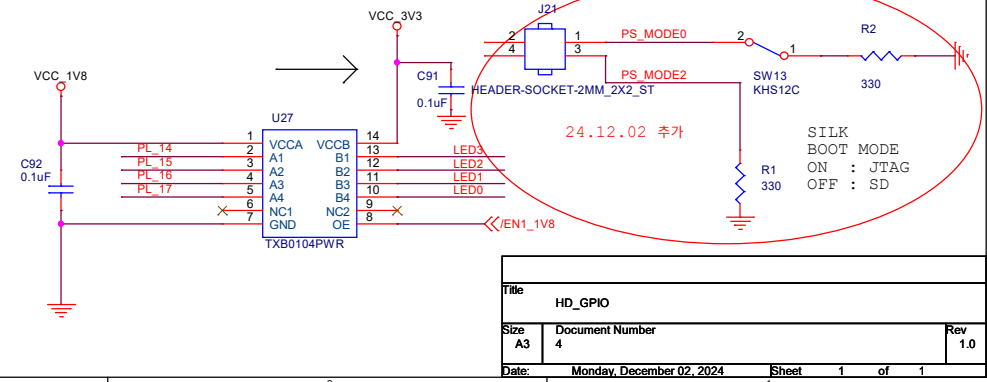 J21
VCC_3V3
R2
2
4
1
3
PS_MODE0
2
1
PS_MODE2
SW13
KHS12C
330
VCC_1V8
C91
0.1uF
HEADER-SOCKET-2MM_2X2_ST
U27
24.12.02 추가
SILK
BOOT MODE
ON : JTAG
OFF : SD
R1
330
C92
0.1uF
1 VCCA VCCB 14
PL_14 2 A1 B1 13 LED3
PL_15 3 A2 B2 12 LED2
PL_16 4 A3 B3 11 LED1
PL_17 5 A4 B4 10 LED0
6 NC1 NC2 9
7 GND OE 8 /EN1_1V8
TXB0104PWR
Title
HD_GPIO
Size Document Number Rev
A3 4 1.0
Date: Monday, December 02, 2024 Sheet 1 of 1